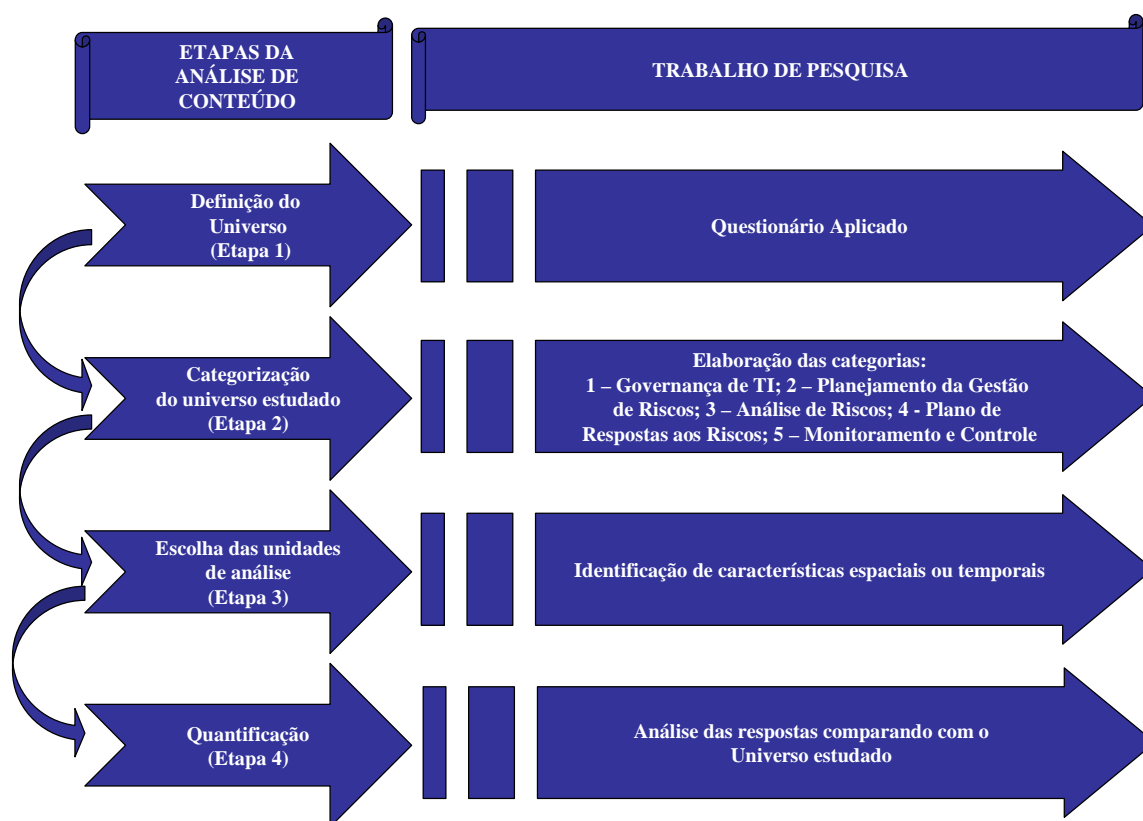 ETAPAS DA
ANÁLISE DE
CONTEÚDO
TRABALHO DE PESQUISA
Definição do
Universo
(Etapa 1)
Questionário Aplicado
Categorização
do universo estudado
(Etapa 2)
Elaboração das categorias:
1 – Governança de TI; 2 – Planejamento da Gestão
de Riscos; 3 – Análise de Riscos; 4 - Plano de
Respostas aos Riscos; 5 – Monitoramento e Controle
Escolha das unidades
de análise
(Etapa 3)
Identificação de características espaciais ou temporais
Quantificação
(Etapa 4)
Análise das respostas comparando com o
Universo estudado